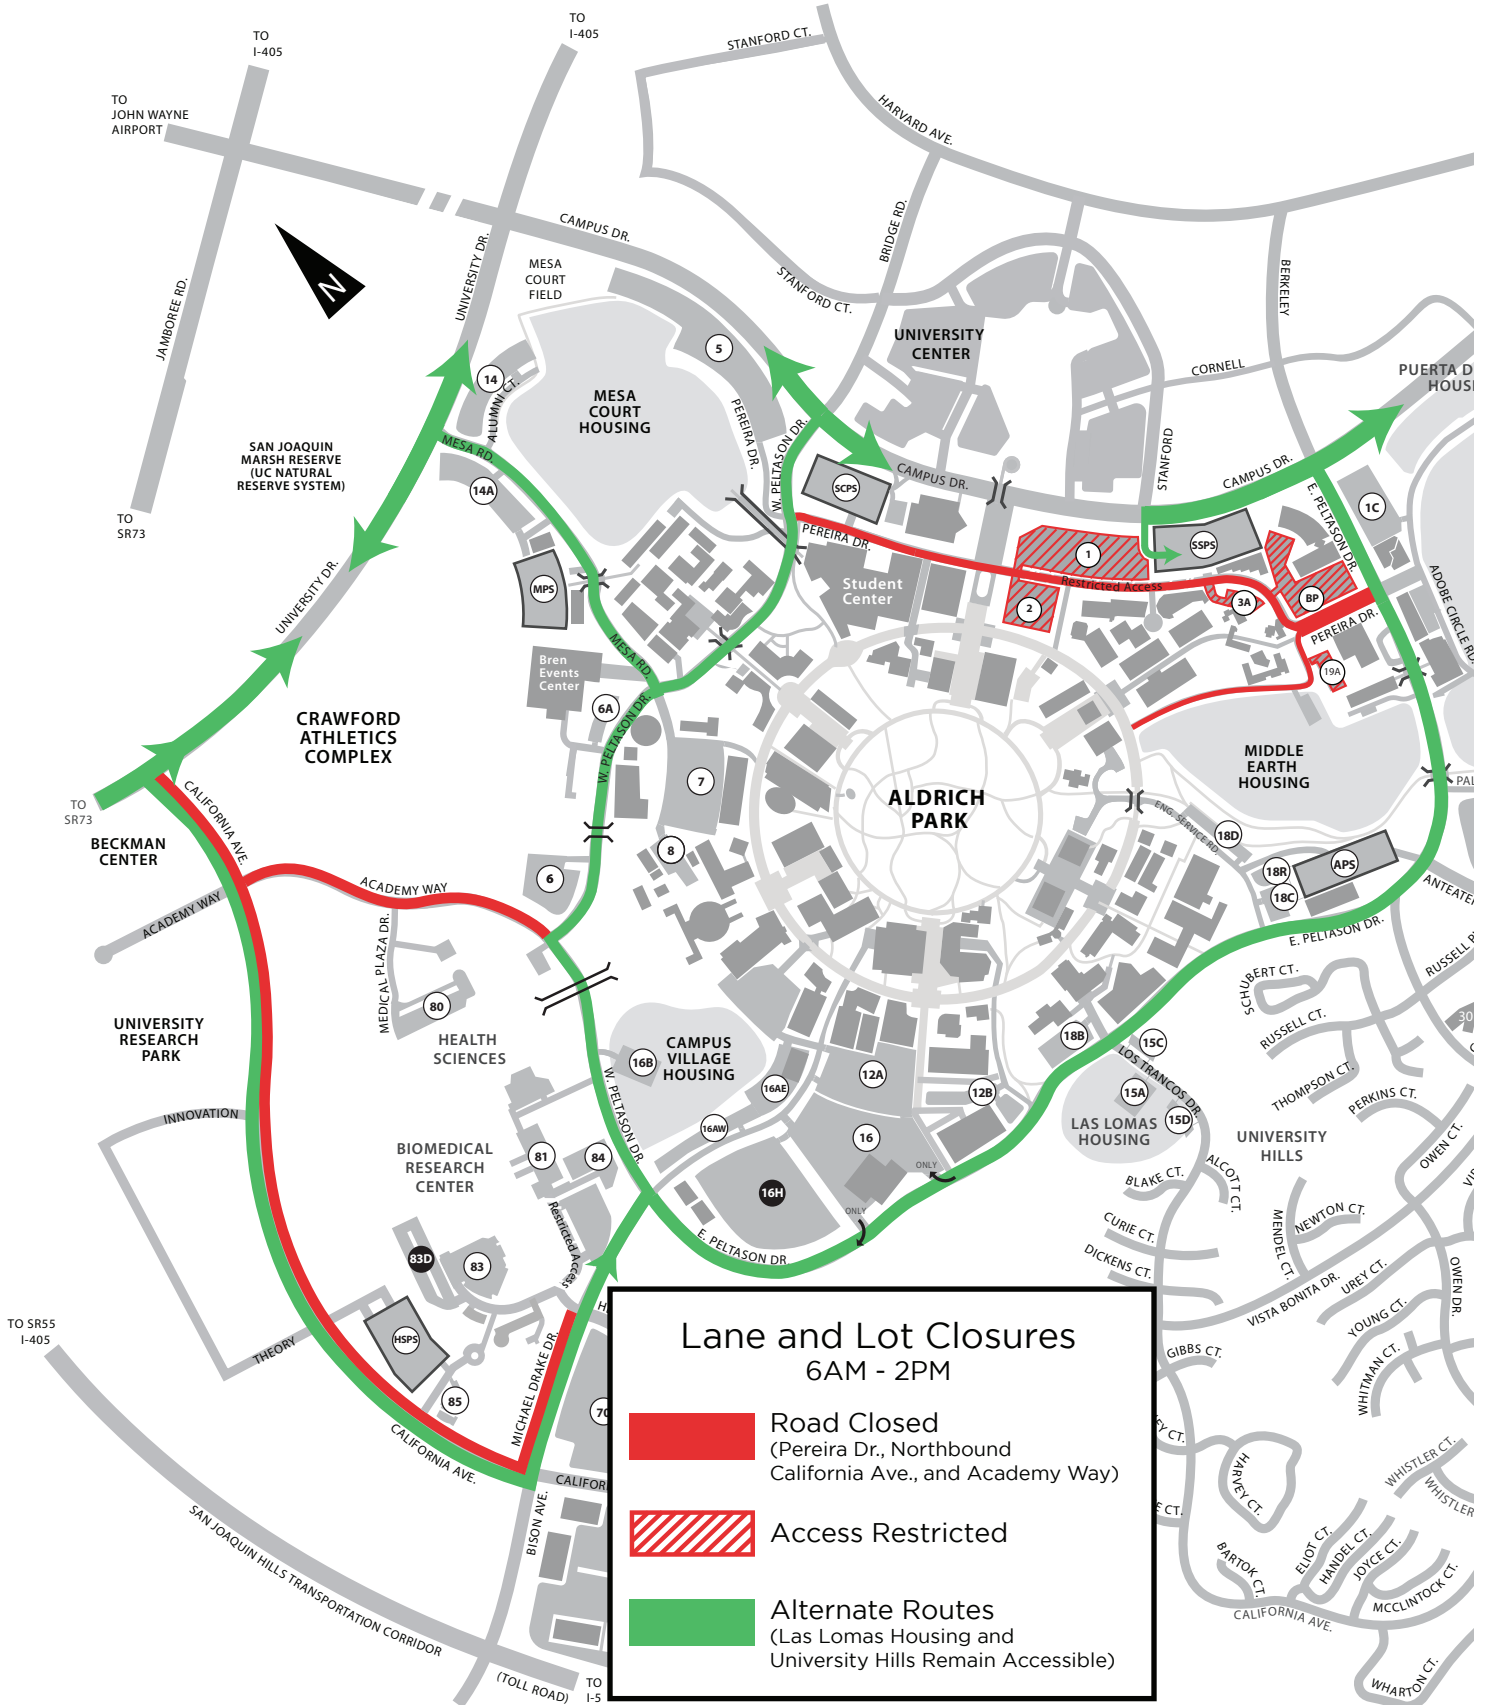 TO
I-405
TO
I-405
STANFORD CT.
TO
JOHN WAYNE
AIRPORT
HARVARD AVE.
CAMPUS DR.
BRIDGE RD.
UNIVERSITY DR.
MESA
COURT
FIELD
STANFORD CT.
BERKELEY
JAMBOREE RD.
N
UNIVERSITY
CENTER
5
CORNELL
PUERTA D
HOUSI
14
ALUMNI CT.
MESA
COURT
HOUSING
PEREIRA DR.
W. PELTASON DR.
MESA RD.
SAN JOAQUIN
MARSH RESERVE
(UC NATURAL
RESERVE SYSTEM)
14A
SCPS
CAMPUS DR.
STANFORD
CAMPUS DR.
E. PELTASON DR.
1C
TO
SR73
PEREIRA DR.
1
SSPS
UNIVERSITY DR.
MPS
Student
Center
Restricted Access
2
3A
BP
PEREIRA DR.
ADOBE CIRCLE RD.
MESA RD.
Bren
Events
Center
19A
6A
W. PELTASON DR.
CRAWFORD
ATHLETICS
COMPLEX
MIDDLE
EARTH
HOUSING
7
PAL
TO
SR73
CALIFORNIA AVE.
ALDRICH
PARK
ENG. SERVICE RD.
18D
BECKMAN
CENTER
8
APS
18R
6
18C
ACADEMY WAY
ACADEMY WAY
ANTEATE
MEDICAL PLAZA DR.
E. PELTASON DR.
RUSSELL P
80
SCHUBERT CT.
UNIVERSITY
RESEARCH
PARK
HEALTH
SCIENCES
30
RUSSELL CT.
CAMPUS
VILLAGE
HOUSING
16B
18B
15C
LOS TRANCOS DR.
12A
THOMPSON CT.
16AE
12B
15A
PERKINS CT.
INNOVATION
W. PELTASON DR.
15D
LAS LOMAS
HOUSING
UNIVERSITY
HILLS
16AW
16
OWEN CT.
BIOMEDICAL
RESEARCH
CENTER
81
84
ONLY
BLAKE CT.
ALCOTT CT.
16H
Restricted Access
ONLY
CURIE CT.
MENDEL CT.
NEWTON CT.
E. PELTASON DR.
83D
83
DICKENS CT.
UREY CT.
OWEN DR.
VISTA BONITA DR.
YOUNG CT.
TO SR55
I-405
HSPS
THEORY
MICHAEL DRAKE DR.
GIBBS CT.
WHITMAN CT.
85
70
CALIFORNIA AVE.
CALIFOR
EY CT.
HARVEY CT.
WHISTLER CT.
WHISTLER
BISON AVE.
SAN JOAQUIN HILLS TRANSPORTATION CORRIDOR
(TOLL ROAD)
TO
I-5
E CT.
ELIOT CT.
HANDEL CT.
JOYCE CT.
BARTOK CT.
MCCLINTOCK CT.
CALIFORNIA AVE.
WHARTON CT.
Lane and Lot Closures
6AM - 2PM
Road Closed
(Pereira Dr., Northbound
California Ave., and Academy Way)
Access Restricted
Alternate Routes
(Las Lomas Housing and
University Hills Remain Accessible)